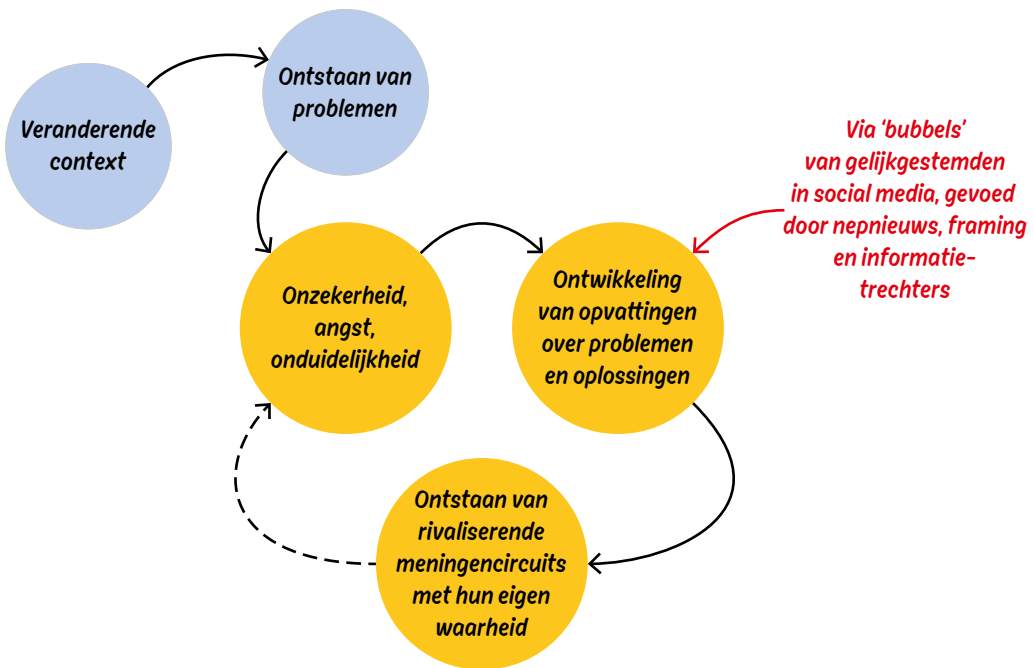 Veranderende
context
Ontstaan van
problemen
Via ‘bubbels’
van gelijkgestemden
in social media, gevoed
door nepnieuws, framing
en informatie-
trechters
Onzekerheid,
angst,
onduidelijkheid
Ontwikkeling
van opvattingen
over problemen
en oplossingen
Ontstaan van
rivaliserende
meningencircuits
met hun eigen
waarheid